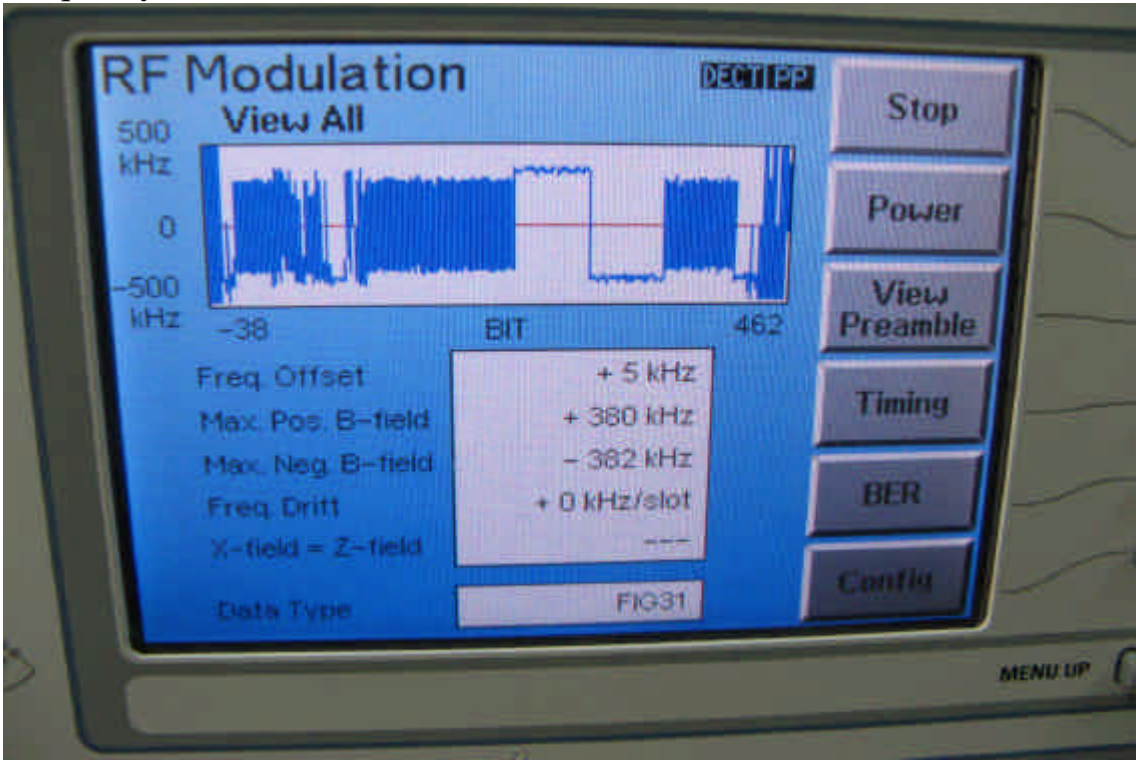 RF Modulation
DECT PP
View All
500
kHz
0
-500
kHz
-38
BIT
462
Freq. Offset
+ 5 kHz
Max. Pos. B-field
+ 380 kHz
Max. Neg. B-field
- 382 kHz
Freq. Drift
+ 0 kHz/slot
X-field = Z-field
---
Data Type
FIG31
Stop
Power
View
Preamble
Timing
BER
Config
MENU UP